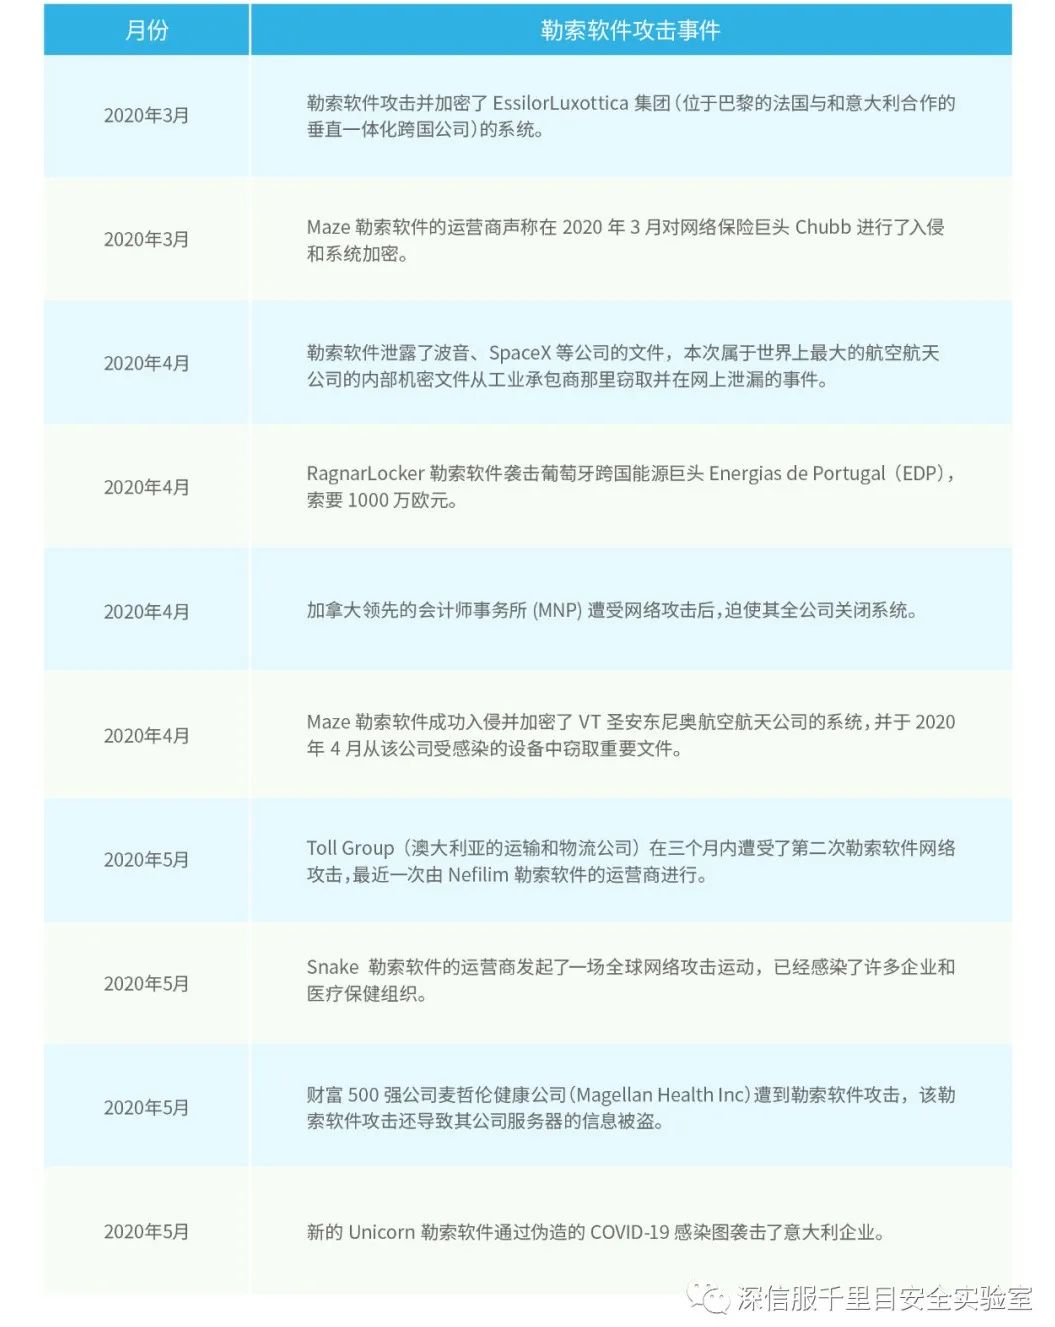 月份
勒索软件攻击事件
2020年3月
勒索软件攻击并加密了 EssilorLuxottica 集团（位于巴黎的法国与和意大利合作的
垂直一体化跨国公司）的系统。
2020年3月
Maze 勒索软件的运营商声称在 2020 年 3 月对网络保险巨头 Chubb 进行了入侵
和系统加密。
2020年4月
勒索软件泄露了波音、SpaceX 等公司的文件，本次属于世界上最大的航空航天
公司的内部机密文件从工业承包商那里窃取并在网上泄漏的事件。
2020年4月
RagnarLocker 勒索软件袭击葡萄牙跨国能源巨头 Energias de Portugal（EDP），
索要 1000 万欧元。
2020年4月
加拿大领先的会计师事务所 (MNP) 遭受网络攻击后，迫使其全公司关闭系统。
2020年4月
Maze 勒索软件成功入侵并加密了 VT 圣安东尼奥航空航天公司的系统，并于 2020
年 4 月从该公司受感染的设备中窃取重要文件。
2020年5月
Toll Group（澳大利亚的运输和物流公司）在三个月内遭受了第二次勒索软件网络
攻击，最近一次由 Nefilim 勒索软件的运营商进行。
2020年5月
Snake 勒索软件的运营商发起了一场全球网络攻击运动，已经感染了许多企业和
医疗保健组织。
2020年5月
财富 500 强公司麦哲伦健康公司（Magellan Health Inc）遭到勒索软件攻击，该勒
索软件攻击还导致其公司服务器的信息被盗。
2020年5月
新的 Unicorn 勒索软件通过伪造的 COVID-19 感染图袭击了意大利企业。
深信服千里目安全实验室